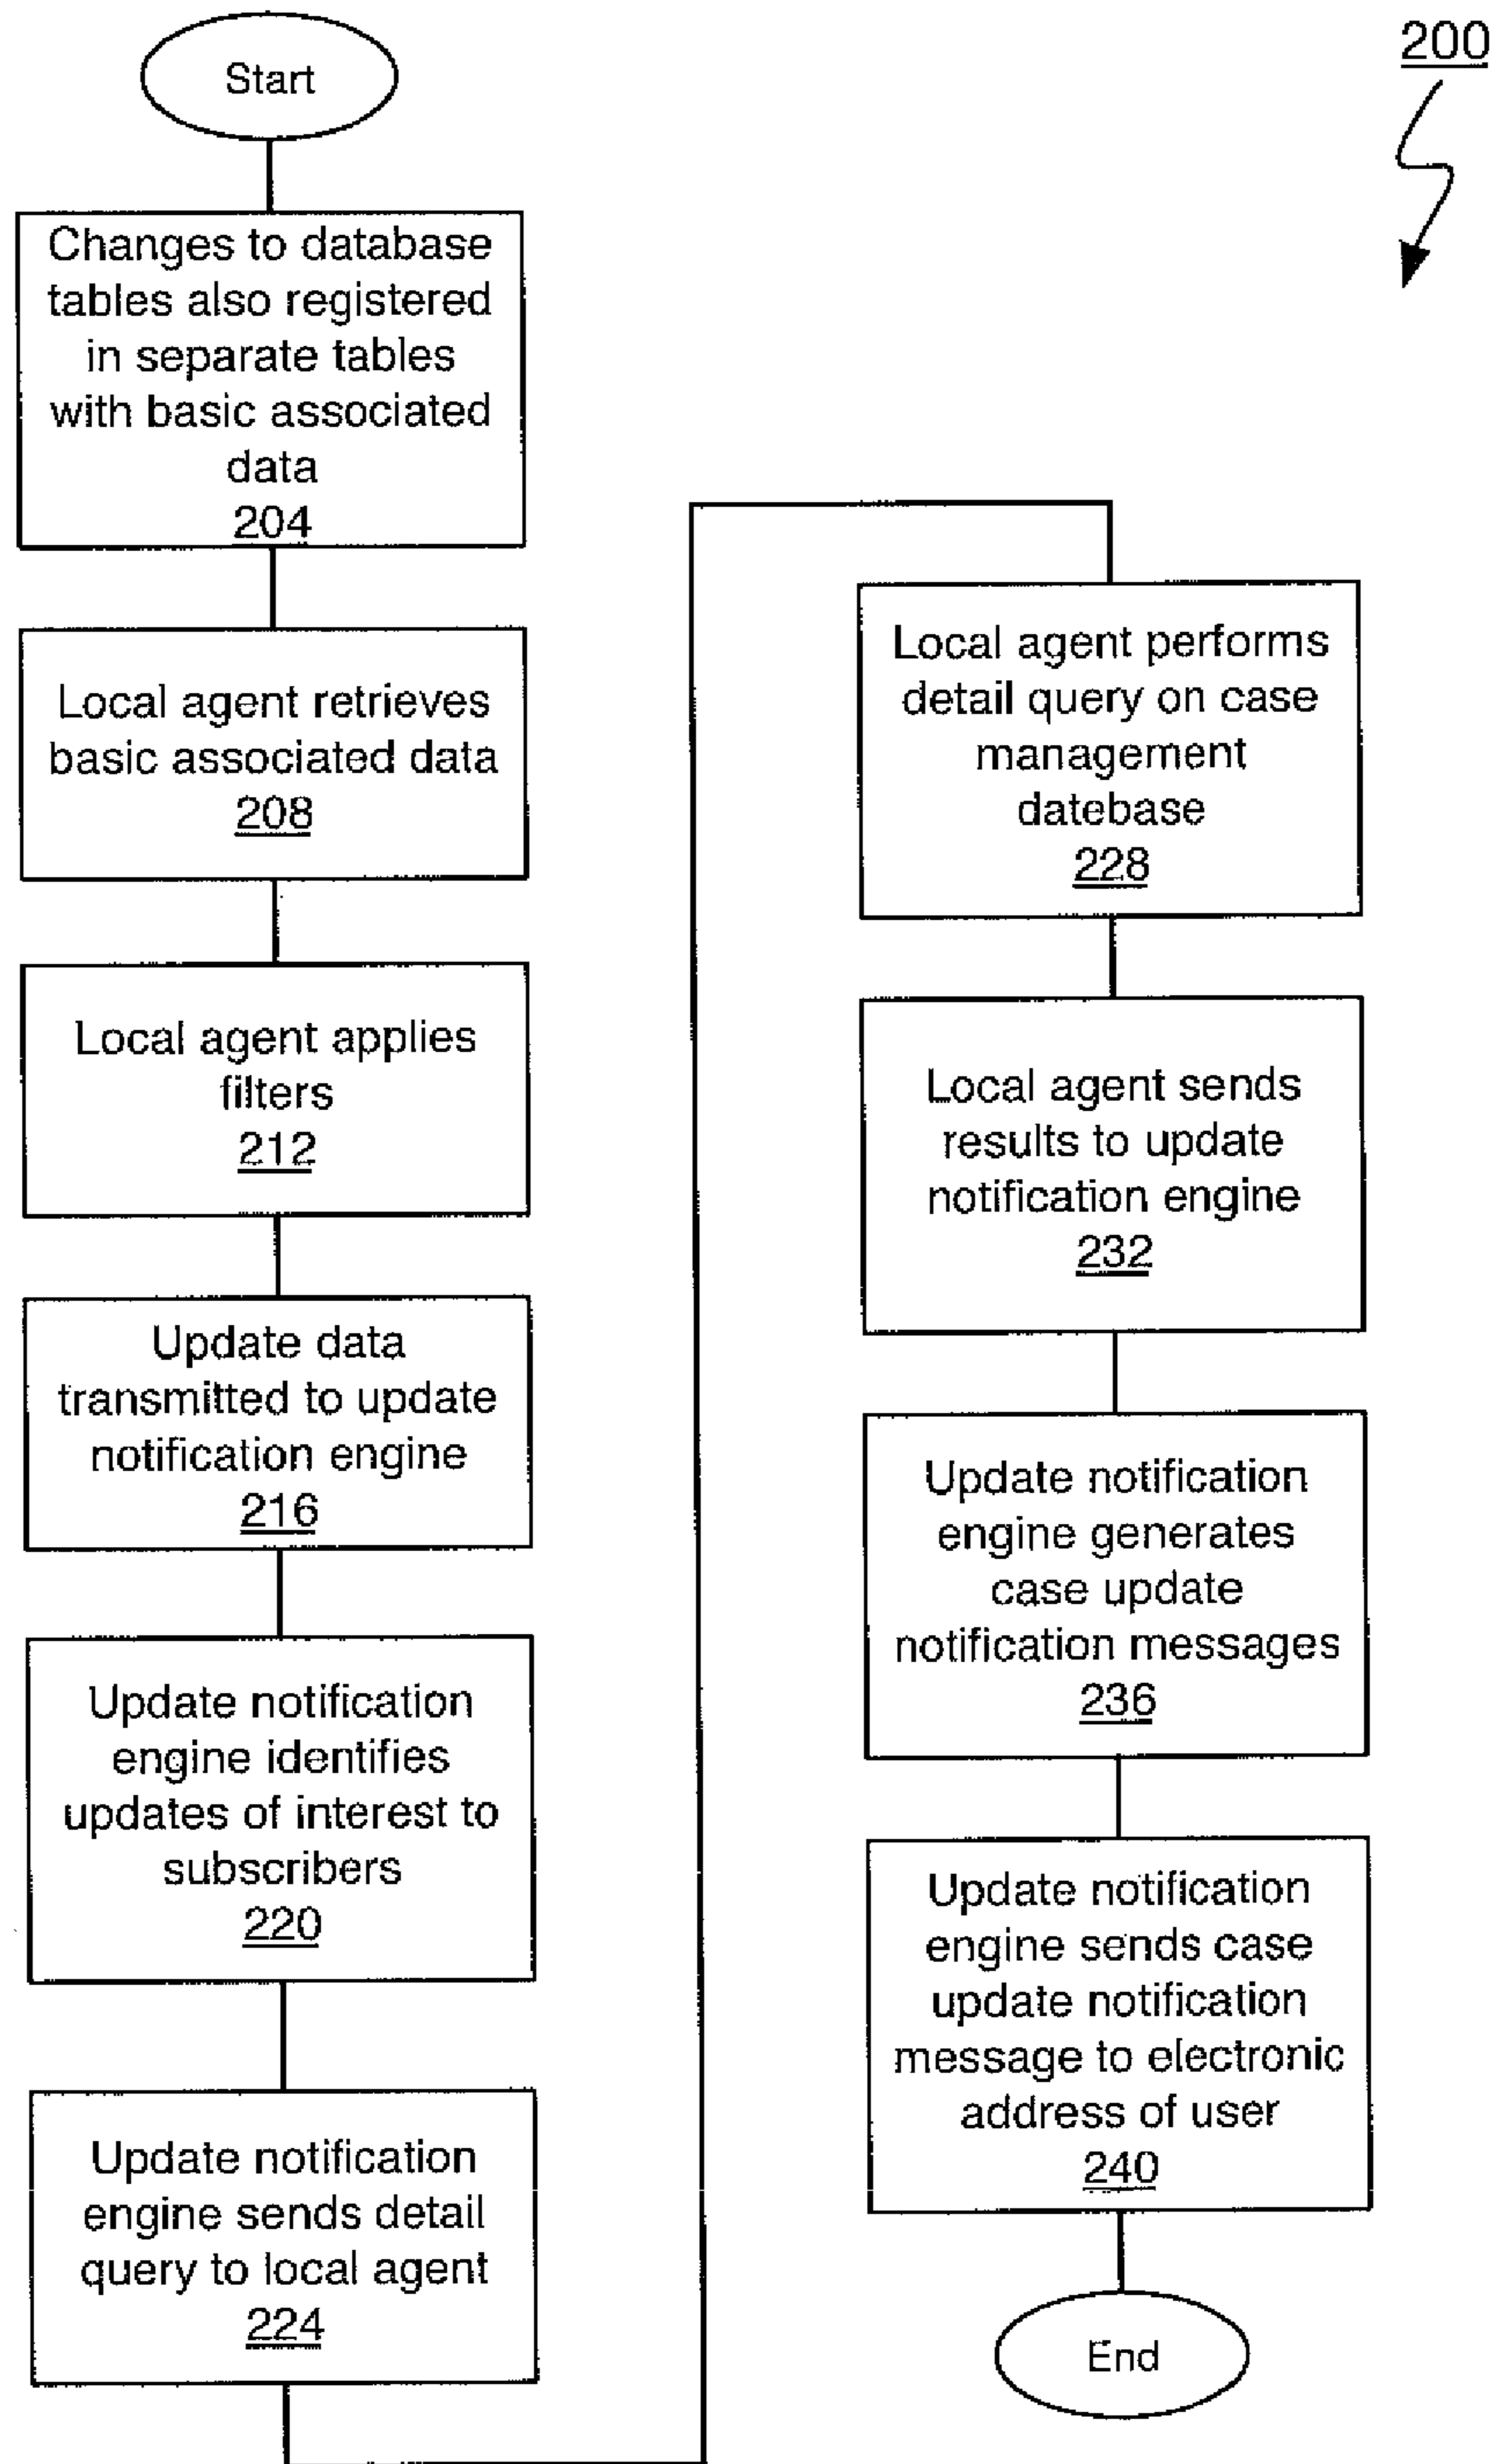 Start
200
Changes to database
tables also registered
in separate tables
with basic associated
data
204
Local agent retrieves
basic associated data
208
Local agent applies
filters
212
Update data
transmitted to update
notification engine
216
Update notification
engine identifies
updates of interest to
subscribers
220
Update notification
engine sends detail
query to local agent
224
Local agent performs
detail query on case
management
datebase
228
Local agent sends
results to update
notification engine
232
Update notification
engine generates
case update
notification messages
236
Update notification
engine sends case
update notification
message to electronic
address of user
240
End